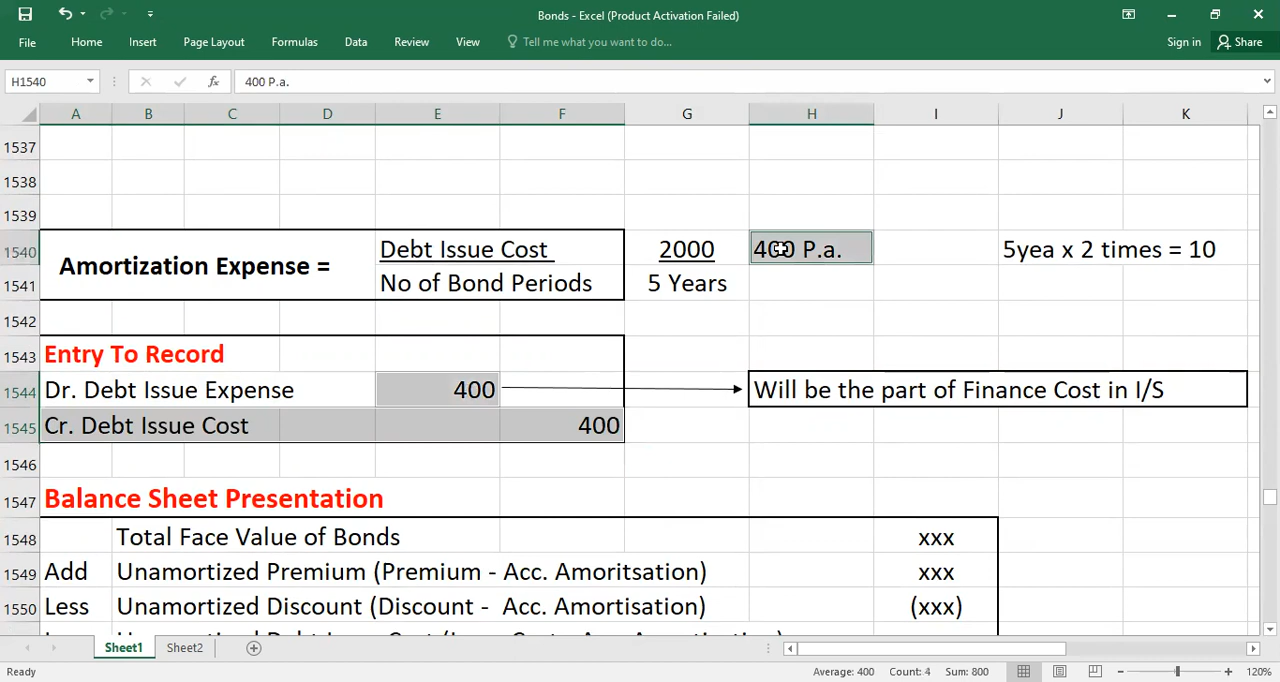 Bonds - Excel (Product Activation Failed)
File Home Insert Page Layout Formulas Data Review View Tell me what you want to do... Sign in Share
H1540 fx 400 P.a.
A B C D E F G H I J K
1537
1538
1539
1540 Debt Issue Cost 2000 400 P.a. 5yea x 2 times = 10
Amortization Expense =
1541 No of Bond Periods 5 Years
1542
1543 Entry To Record
1544 Dr. Debt Issue Expense 400 Will be the part of Finance Cost in I/S
1545 Cr. Debt Issue Cost 400
1546
1547 Balance Sheet Presentation
1548 Total Face Value of Bonds xxx
1549 Add Unamortized Premium (Premium - Acc. Amoritsation) xxx
1550 Less Unamortized Discount (Discount - Acc. Amortisation) (xxx)
Sheet1 Sheet2
Ready Average: 400 Count: 4 Sum: 800 120%